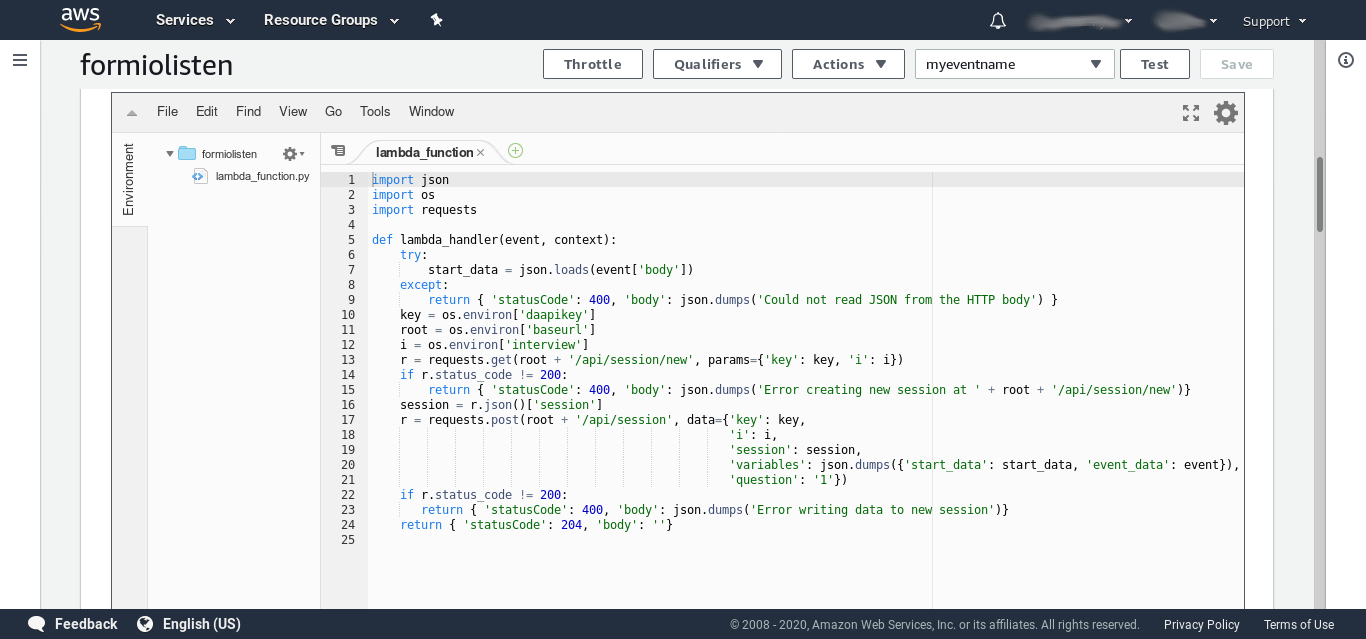 aws Services Resource Groups Support
formiolisten Throttle Qualifiers Actions myeventname Test Save
File Edit Find View Go Tools Window
Environment
formiolisten
lambda_function.py
lambda_function
1 import json
2 import os
3 import requests
4
5 def lambda_handler(event, context):
6     try:
7         start_data = json.loads(event['body'])
8     except:
9         return { 'statusCode': 400, 'body': json.dumps('Could not read JSON from the HTTP body') }
10     key = os.environ['daapikey']
11     root = os.environ['baseurl']
12     i = os.environ['interview']
13     r = requests.get(root + '/api/session/new', params={'key': key, 'i': i})
14     if r.status_code != 200:
15         return { 'statusCode': 400, 'body': json.dumps('Error creating new session at ' + root + '/api/session/new')}
16     session = r.json()['session']
17     r = requests.post(root + '/api/session', data={'key': key,
18                                                    'i': i,
19                                                    'session': session,
20                                                    'variables': json.dumps({'start_data': start_data, 'event_data': event}),
21                                                    'question': '1'})
22     if r.status_code != 200:
23        return { 'statusCode': 400, 'body': json.dumps('Error writing data to new session')}
24     return { 'statusCode': 204, 'body': ''}
25
Feedback English (US) © 2008 - 2020, Amazon Web Services, Inc. or its affiliates. All rights reserved. Privacy Policy Terms of Use